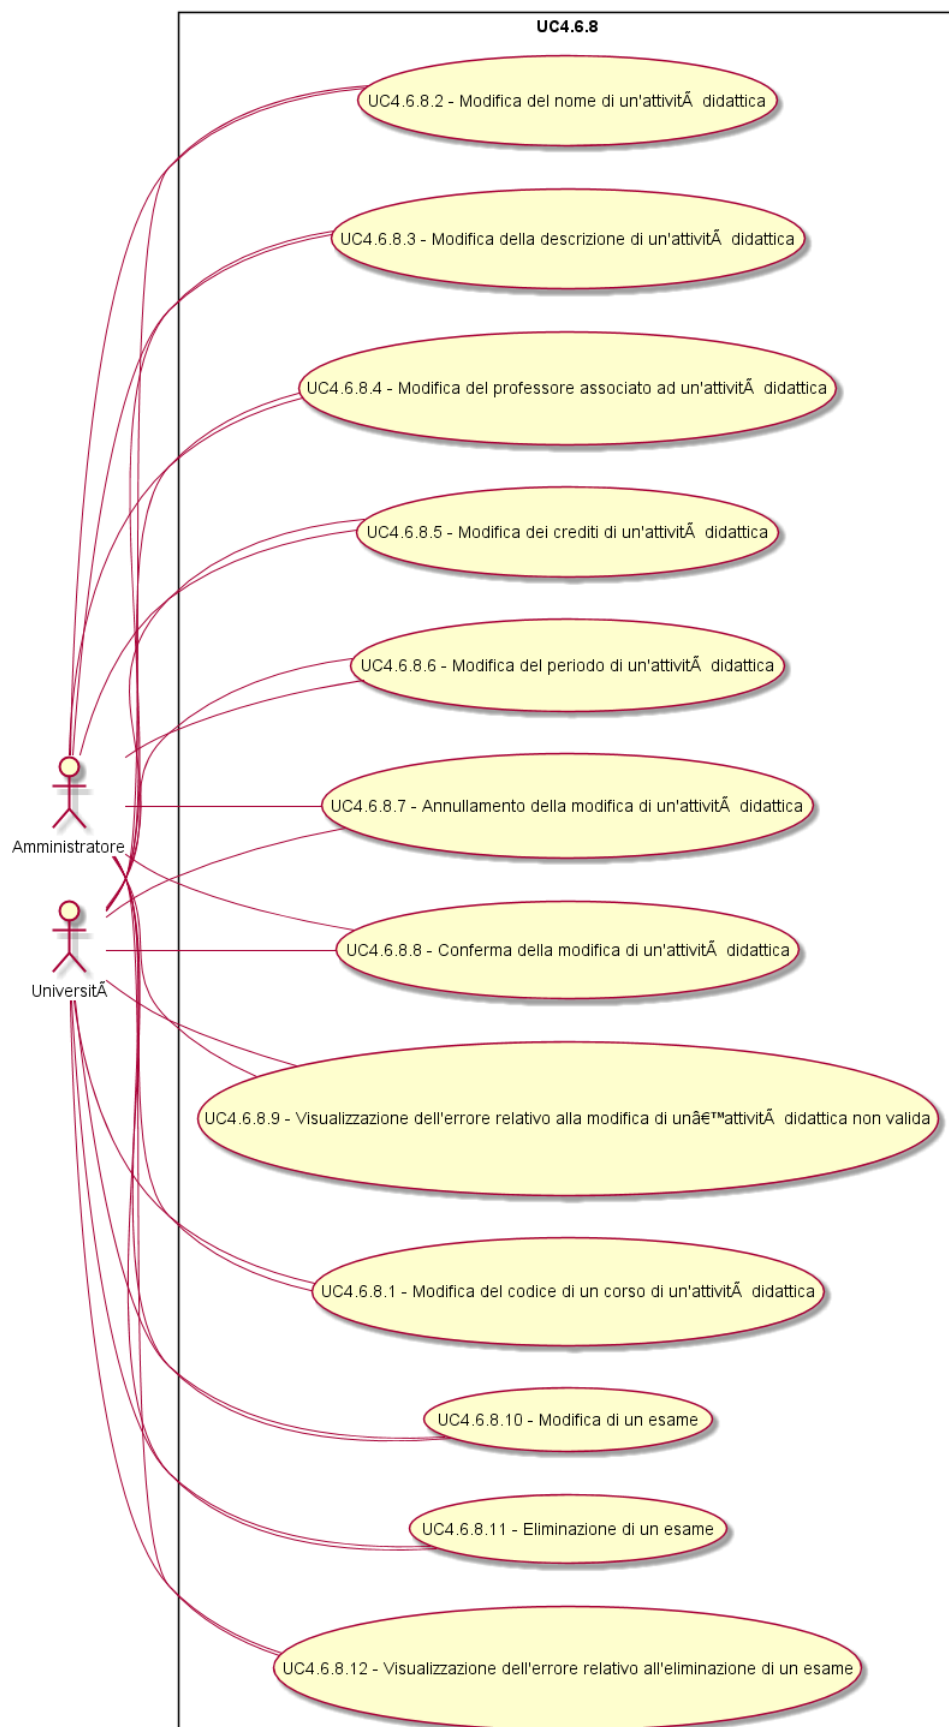 UC4.6.8
UC4.6.8.2 - Modifica del nome di un'attivitÃ  didattica
UC4.6.8.3 - Modifica della descrizione di un'attivitÃ  didattica
UC4.6.8.4 - Modifica del professore associato ad un'attivitÃ  didattica
UC4.6.8.5 - Modifica dei crediti di un'attivitÃ  didattica
UC4.6.8.6 - Modifica del periodo di un'attivitÃ  didattica
UC4.6.8.7 - Annullamento della modifica di un'attivitÃ  didattica
Amministratore
UC4.6.8.8 - Conferma della modifica di un'attivitÃ  didattica
UniversitÃ
UC4.6.8.9 - Visualizzazione dell'errore relativo alla modifica di unâ€™attivitÃ  didattica non valida
UC4.6.8.1 - Modifica del codice di un corso di un'attivitÃ  didattica
UC4.6.8.10 - Modifica di un esame
UC4.6.8.11 - Eliminazione di un esame
UC4.6.8.12 - Visualizzazione dell'errore relativo all'eliminazione di un esame